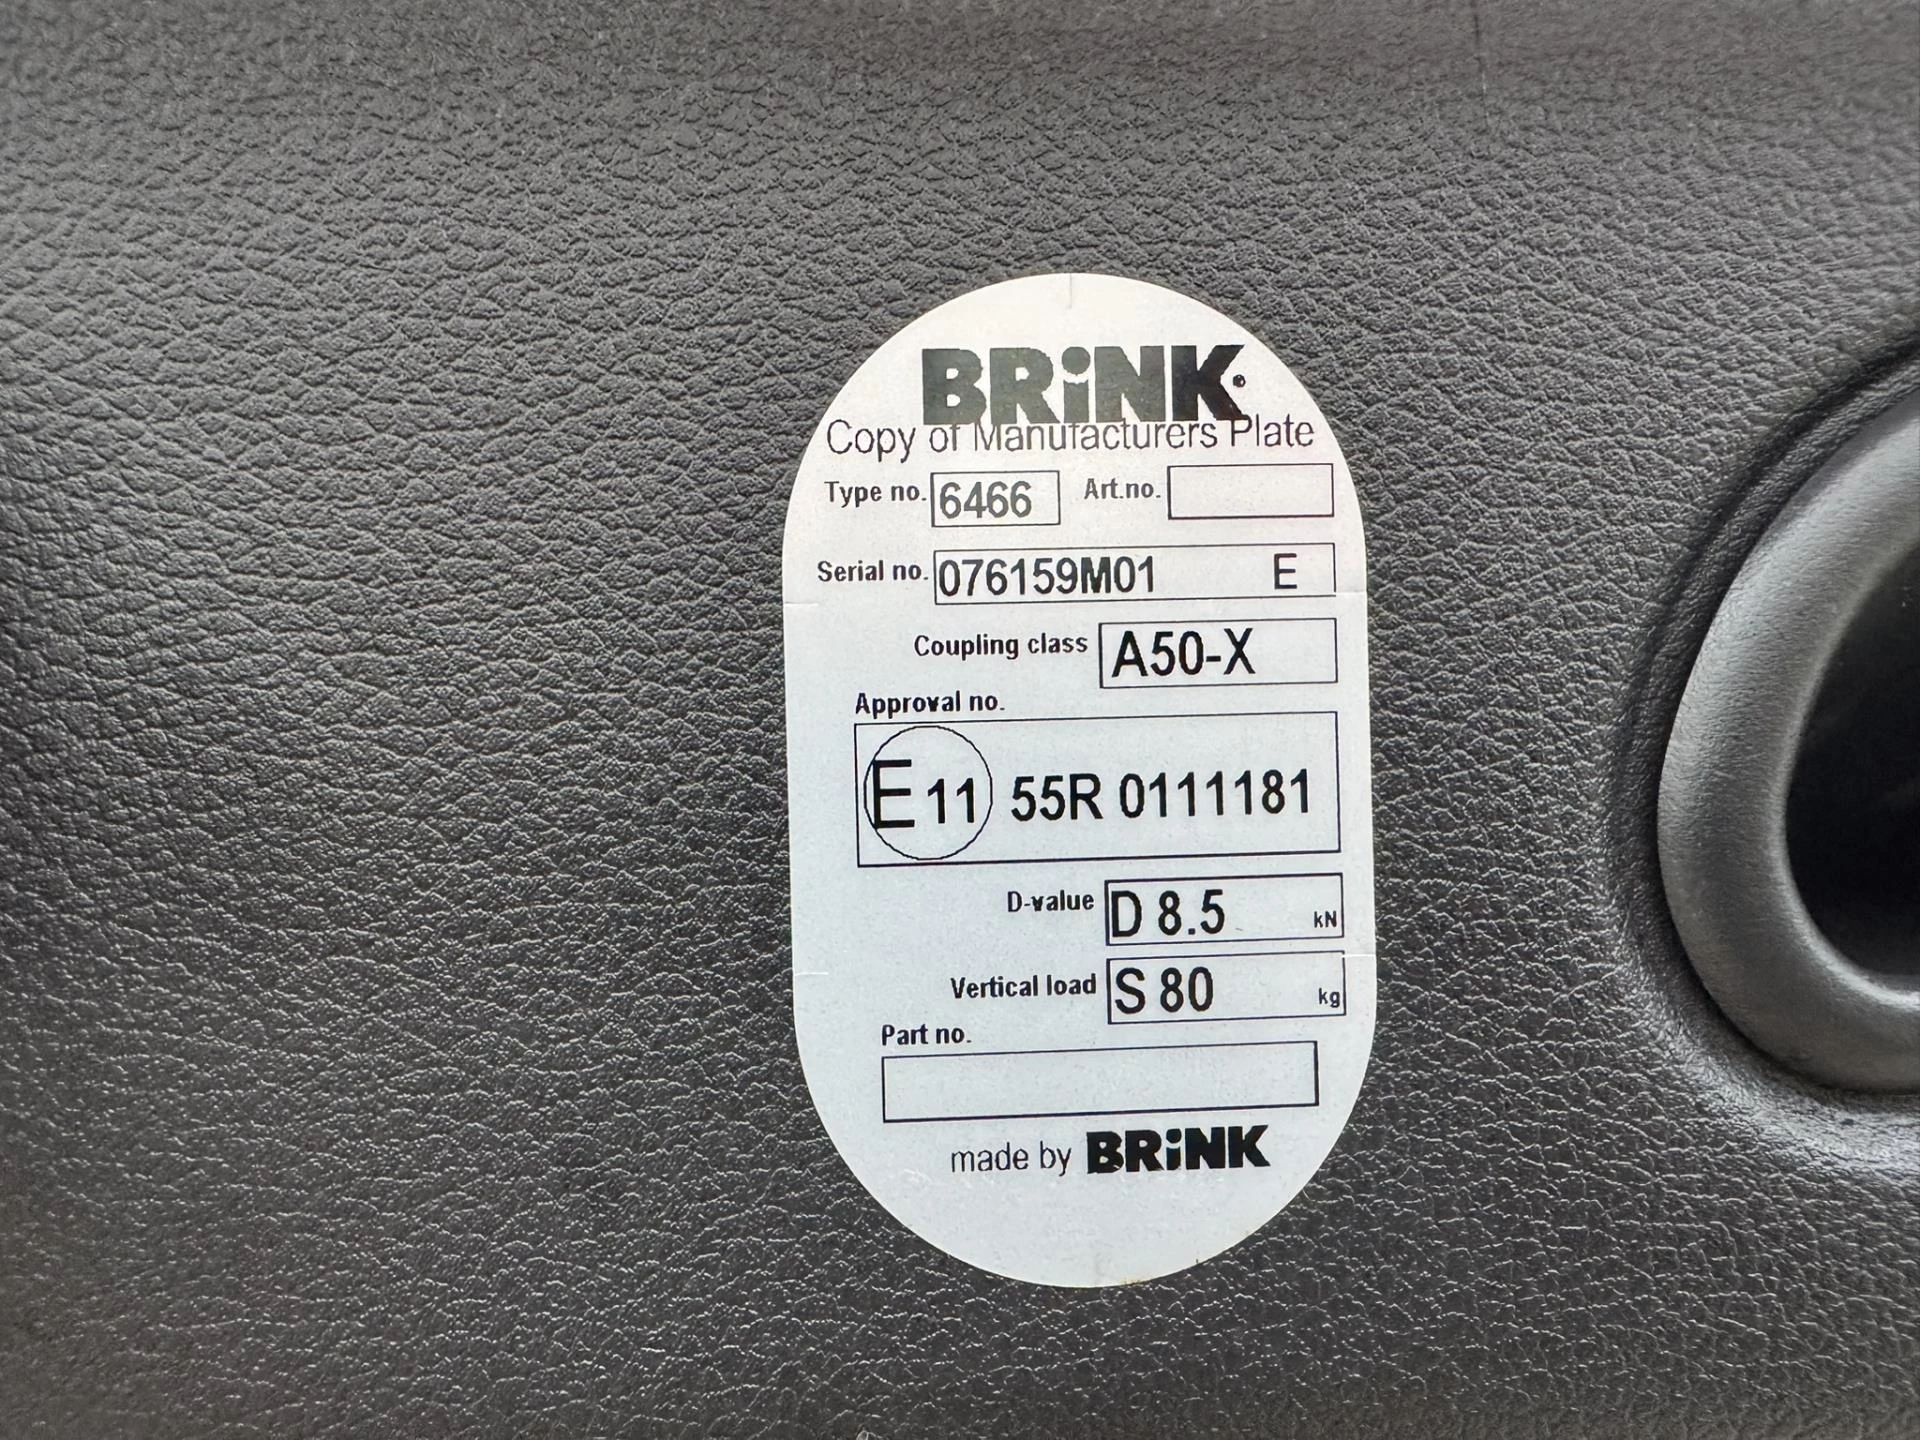 BRiNK
Copy of Manufacturers Plate
Type no. 6466 Art.no.
Serial no. 076159M01 E
Coupling class A50-X
Approval no.
E 11 55R 0111181
D-value D 8.5 kN
Vertical load S 80 kg
Part no.
made by BRiNK